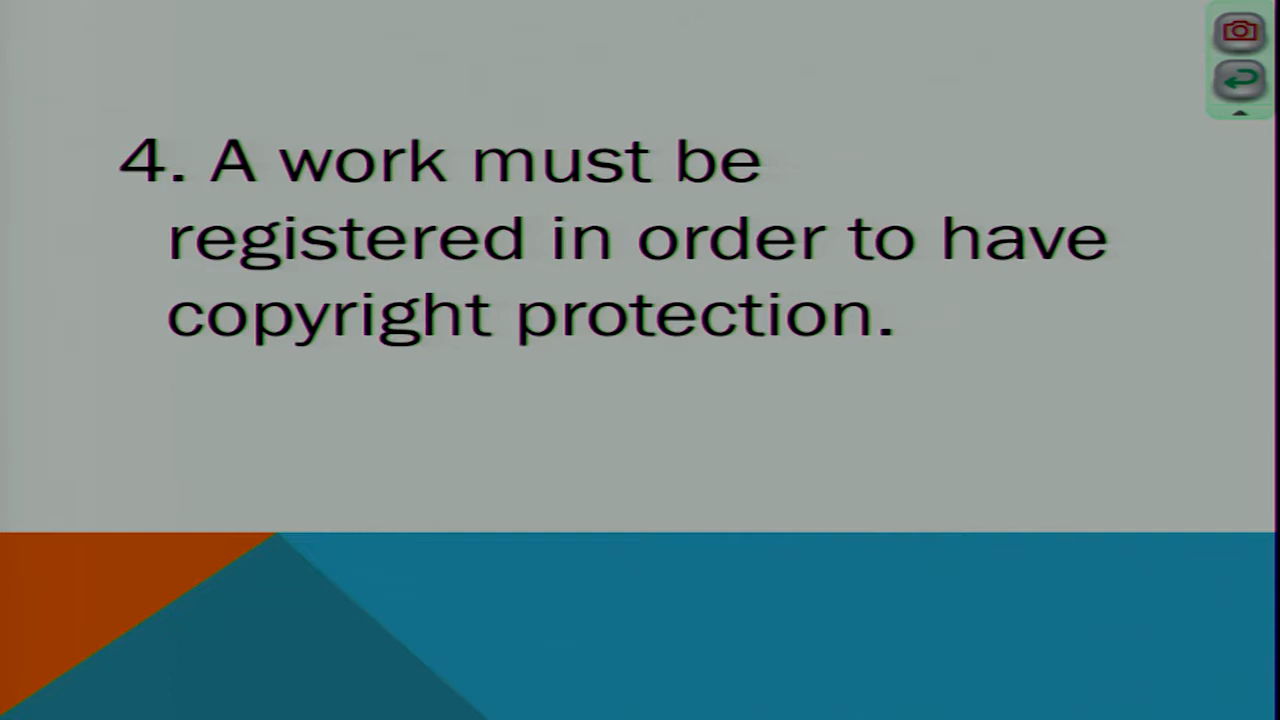 4. A work must be
registered in order to have
copyright protection.